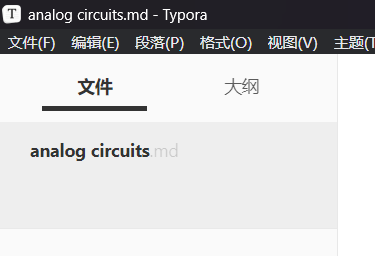 T analog circuits.md - Typora
文件(F) 编辑(E) 段落(P) 格式(O) 视图(V) 主题(T
文件 大纲
analog circuits.md